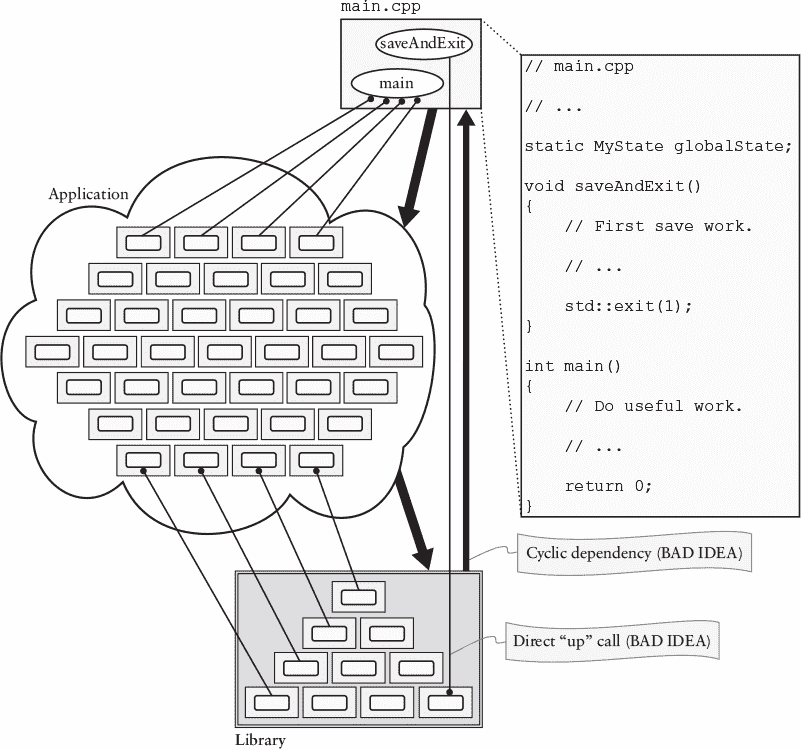 main.cpp
saveAndExit
main
// main.cpp
// ...
static MyState globalState;
void saveAndExit()
{
// First save work.
// ...
std::exit(1);
}
int main()
{
// Do useful work.
// ...
return 0;
}
Application
Cyclic dependency (BAD IDEA)
Direct “up” call (BAD IDEA)
Library